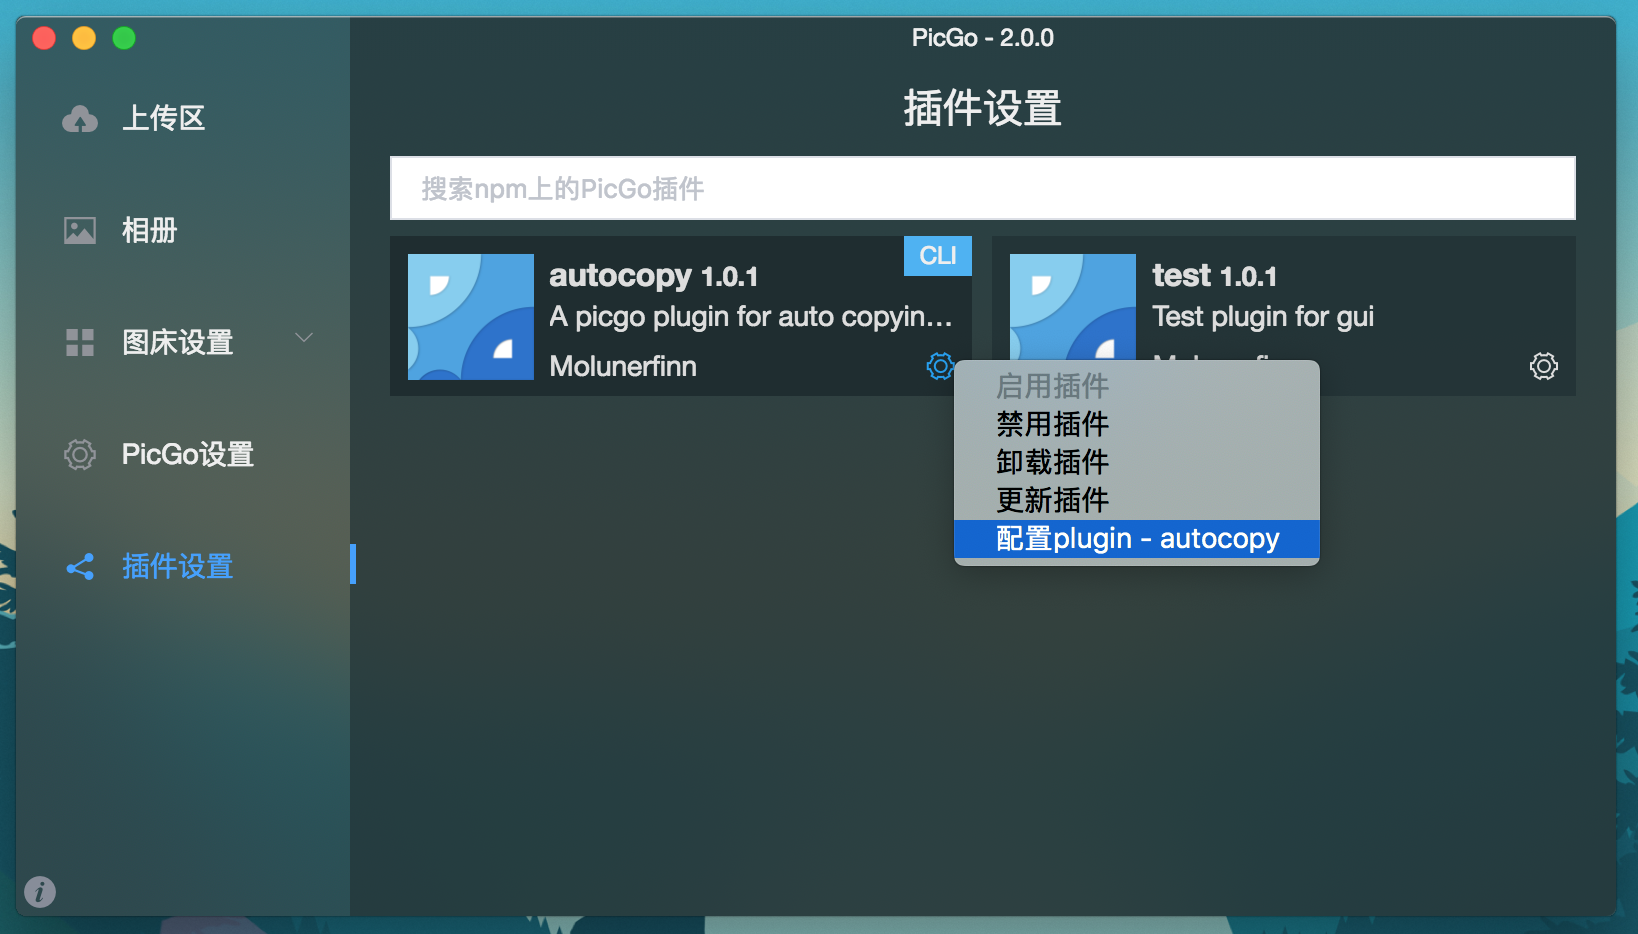 PicGo - 2.0.0
上传区
相册
图床设置
PicGo设置
插件设置
插件设置
搜索npm上的PicGo插件
CLI
autocopy 1.0.1
A picgo plugin for auto copyin...
Molunerfinn
test 1.0.1
Test plugin for gui
启用插件
禁用插件
卸载插件
更新插件
配置plugin - autocopy